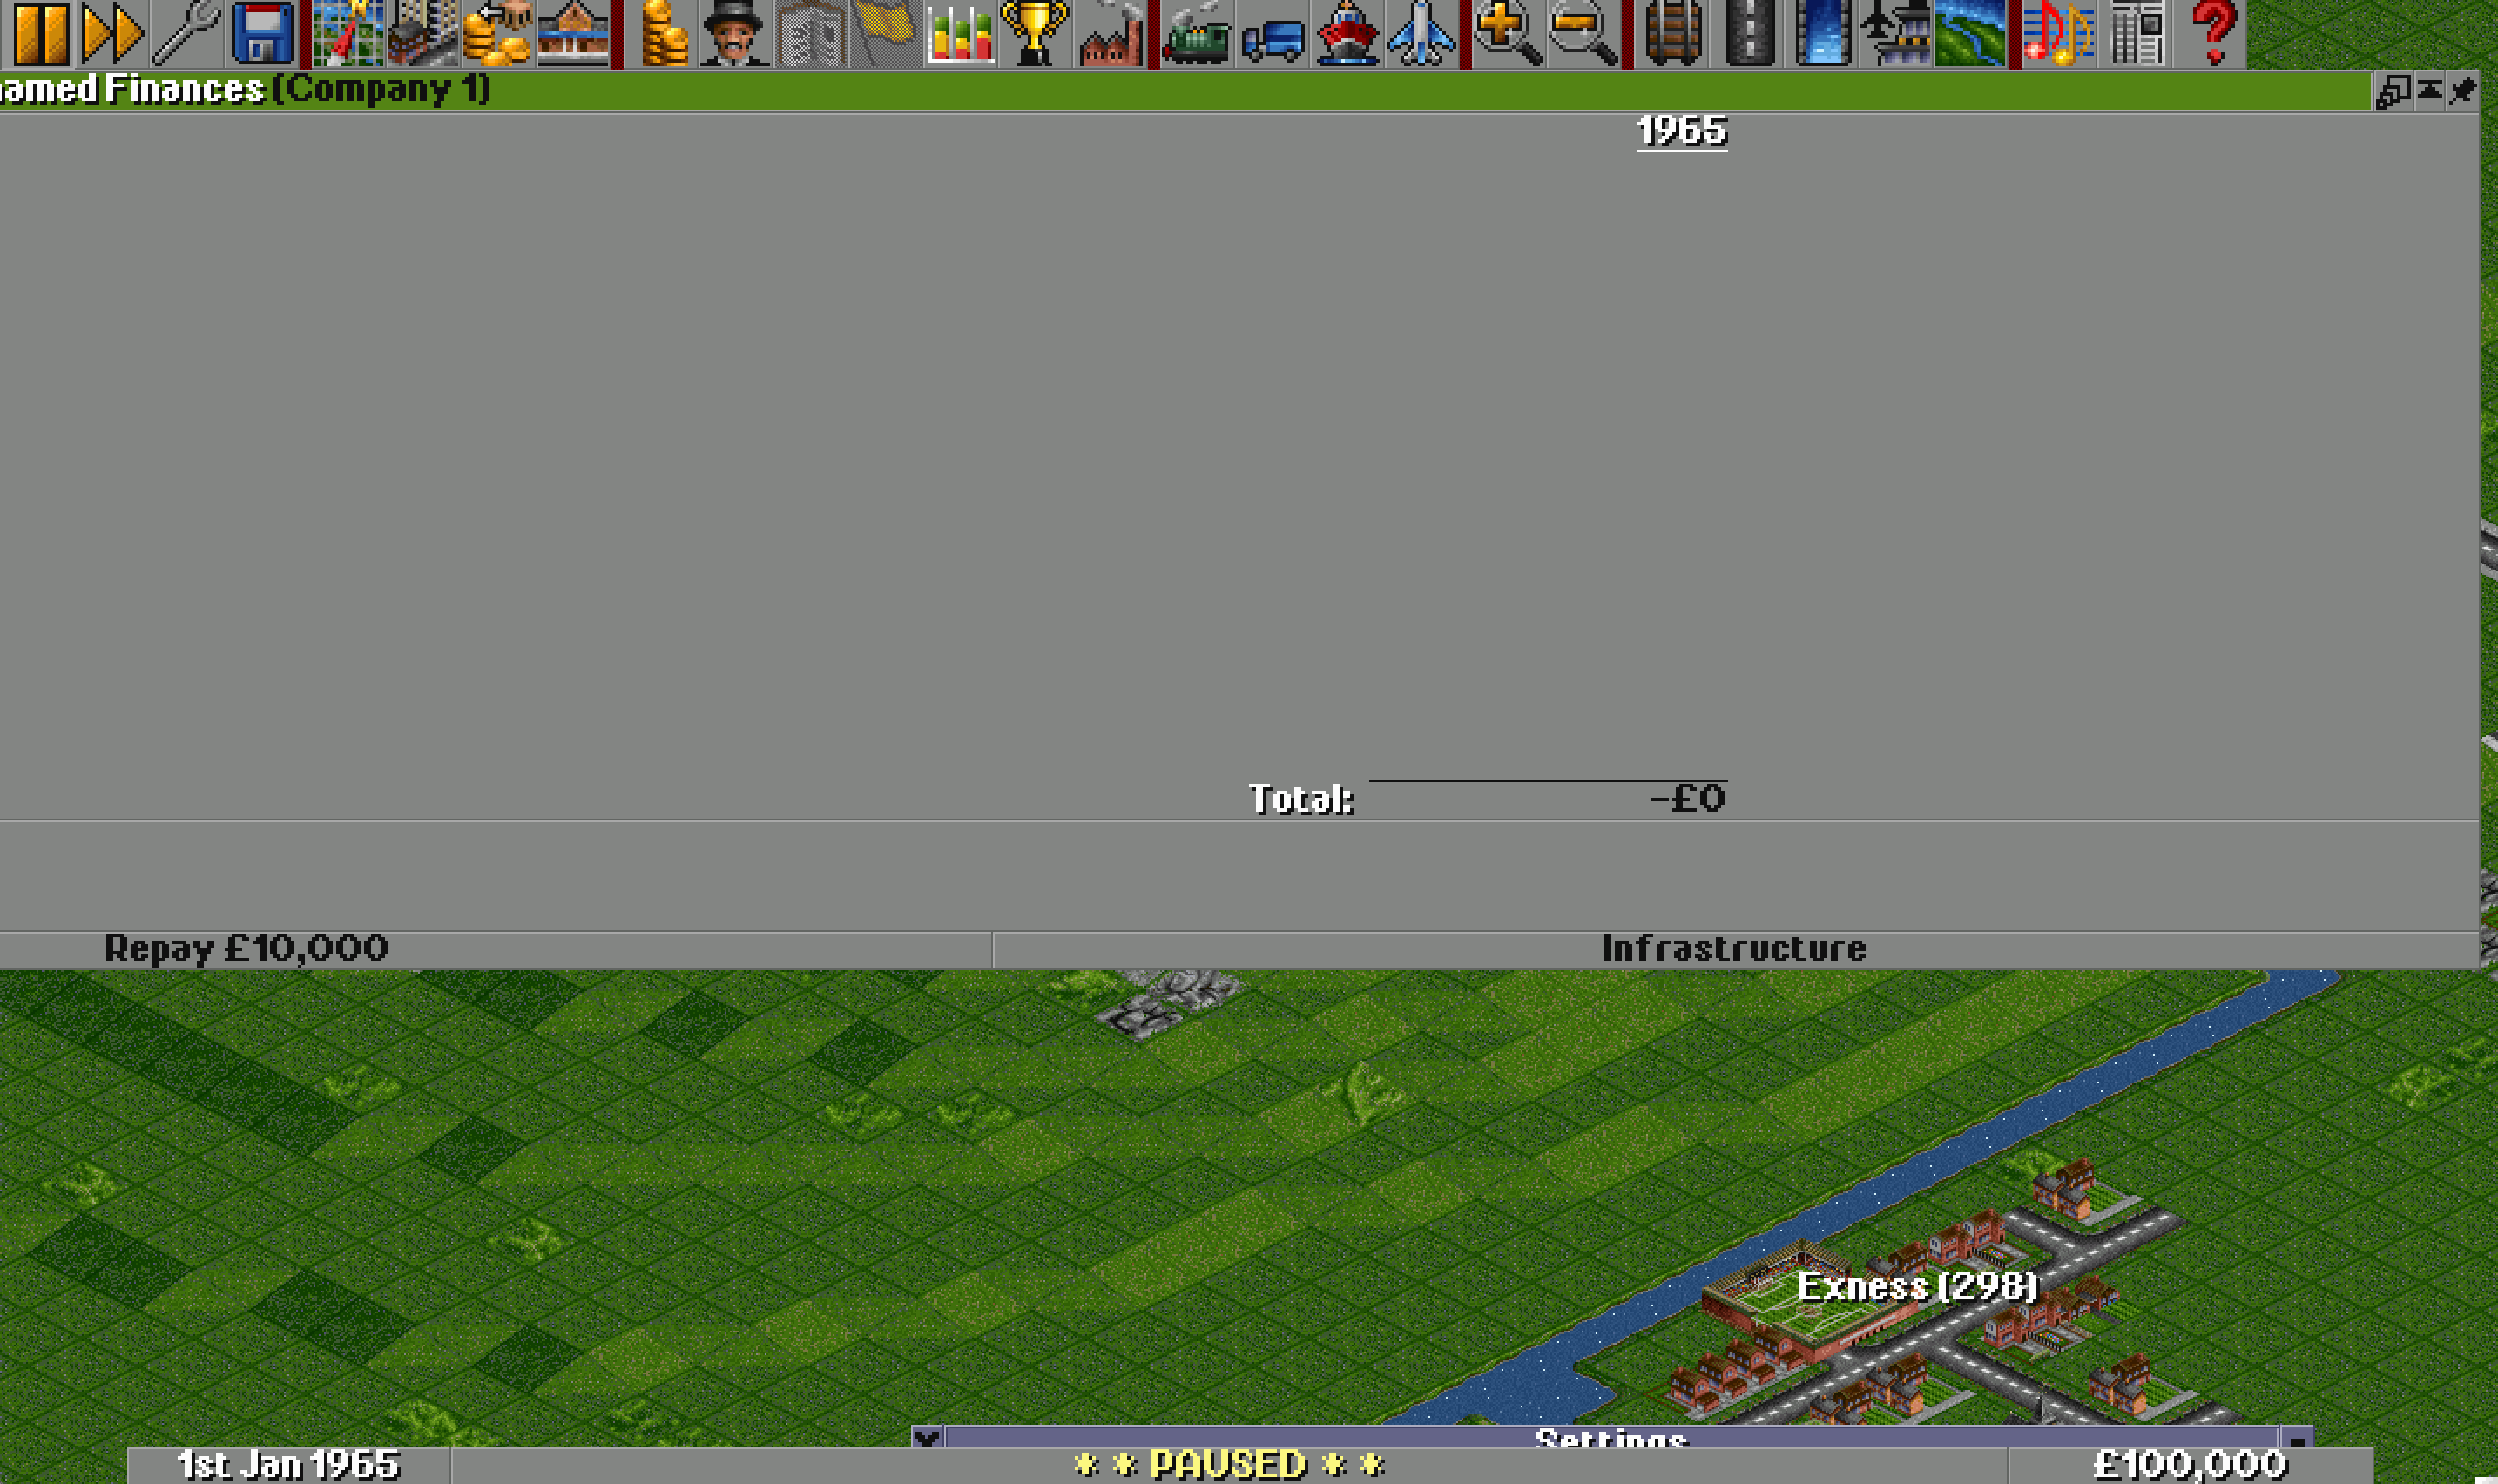 amed Finances (Company 1)
1965
Total: -£0
Repay £10,000 Infrastructure
Exness (298)
Settings
1st Jan 1965 * * PAUSED * * £100,000